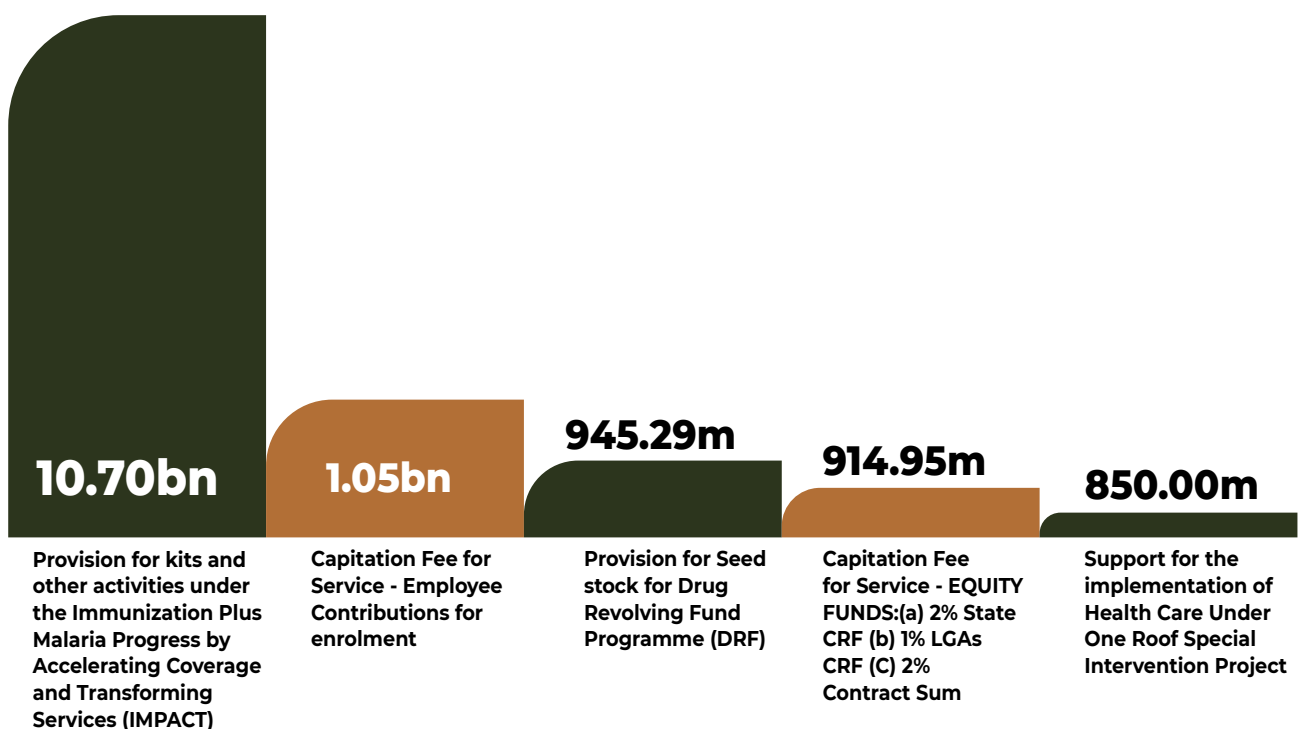 10.70bn
Provision for kits and
other activities under
the Immunization Plus
Malaria Progress by
Accelerating Coverage
and Transforming
Services (IMPACT)
1.05bn
Capitation Fee for
Service - Employee
Contributions for
enrolment
945.29m
Provision for Seed
stock for Drug
Revolving Fund
Programme (DRF)
914.95m
Capitation Fee
for Service - EQUITY
FUNDS:(a) 2% State
CRF (b) 1% LGAs
CRF (C) 2%
Contract Sum
850.00m
Support for the
implementation of
Health Care Under
One Roof Special
Intervention Project